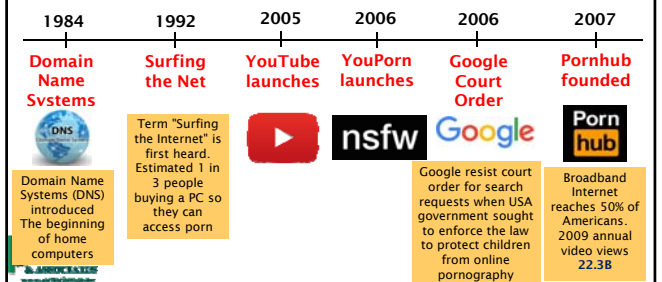 1984
1992
2005
2006
2006
2007
Domain
Name
Systems
Surfing
the Net
YouTube
launches
YouPorn
launches
Google
Court
Order
Pornhub
founded
DNS
Domain Name
Systems (DNS)
introduced
The beginning
of home
computers
Term "Surfing
the Internet" is
first heard.
Estimated 1 in
3 people
buying a PC so
they can
access porn
nsfw
Google
Google resist court
order for search
requests when USA
government sought
to enforce the law
to protect children
from online
pornography
Porn
hub
Broadband
Internet
reaches 50% of
Americans.
2009 annual
video views
22.3B
& ASSOCIATES